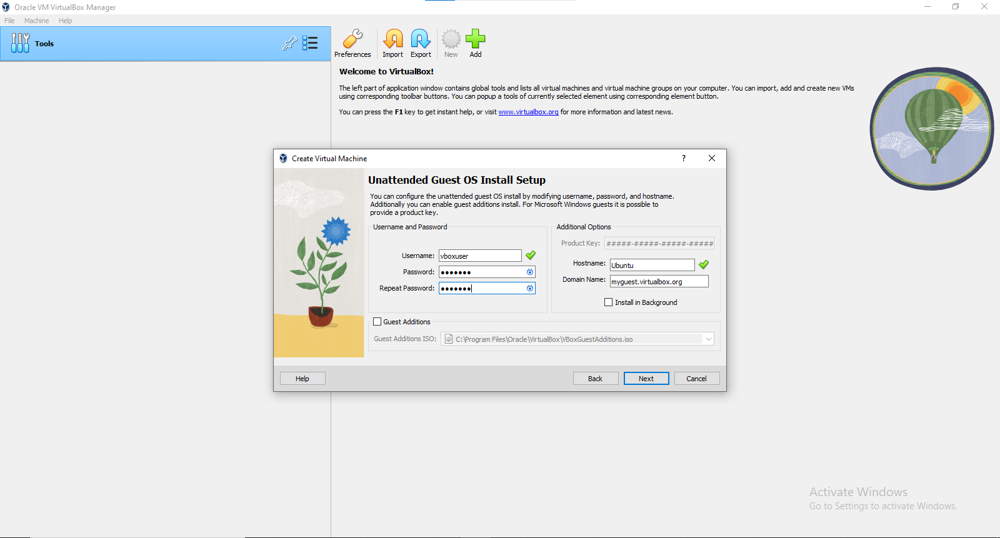 Oracle VM VirtualBox Manager
File Machine Help
Tools
Preferences Import Export New Add
Welcome to VirtualBox!
The left part of application window contains global tools and lists all virtual machines and virtual machine groups on your computer. You can import, add and create new VMs
using corresponding toolbar buttons. You can popup a tools of currently selected element using corresponding element button.
You can press the F1 key to get instant help, or visit www.virtualbox.org for more information and latest news.
Create Virtual Machine
?
Unattended Guest OS Install Setup
You can configure the unattended guest OS install by modifying username, password, and hostname.
Additionally you can enable guest additions install. For Microsoft Windows guests it is possible to
provide a product key.
Username and Password
Username: vboxuser
Password: •••••••
Repeat Password: •••••••
Additional Options
Product Key: #####-#####-#####-#####
Hostname: Ubuntu
Domain Name: myguest.virtualbox.org
Install in Background
Guest Additions
Guest Additions ISO: C:\Program Files\Oracle\VirtualBox\VBoxGuestAdditions.iso
Help Back Next Cancel
Activate Windows
Go to Settings to activate Windows.